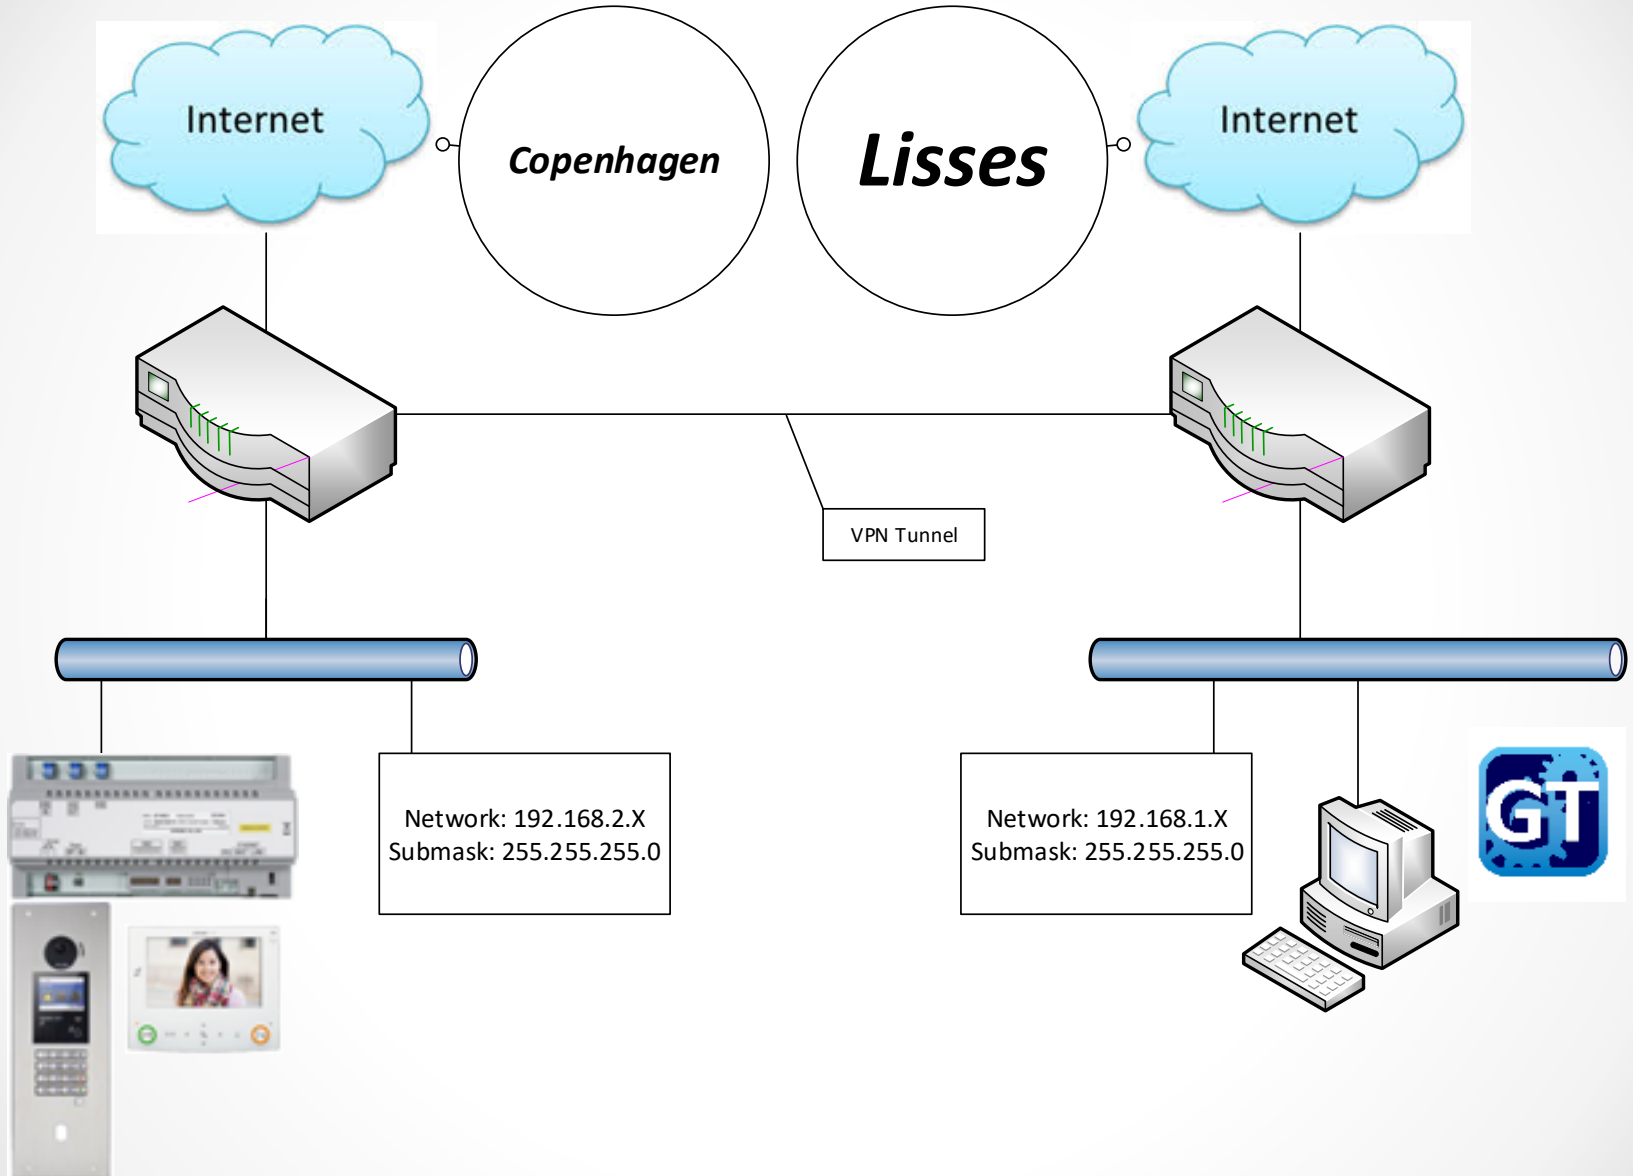 Internet
Copenhagen
Lisses
Internet
VPN Tunnel
Network: 192.168.2.X
Submask: 255.255.255.0
Network: 192.168.1.X
Submask: 255.255.255.0
GT